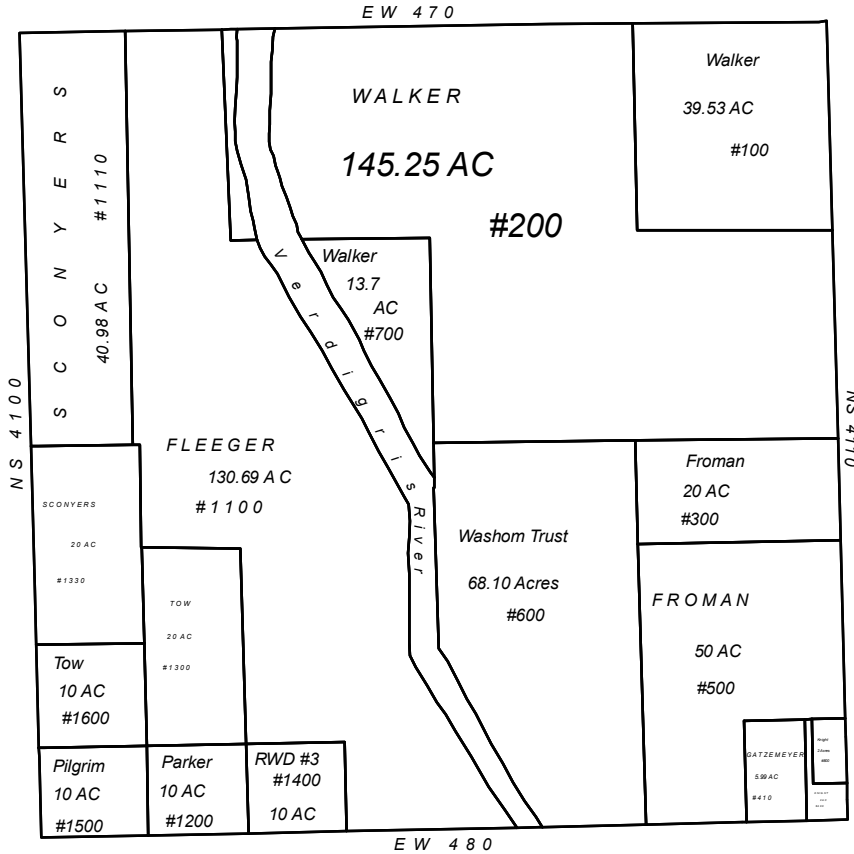 EW 470
WALKER
145.25 AC
#200
Walker
39.53 AC
#100
SCONYERS
#1110
40.98 AC
Walker
13.7
AC
#700
Verdigris River
NS 4100
NS 4110
FLEEGER
130.69 AC
#1100
SCONYERS
20 AC
#1330
TOW
20 AC
#1300
Froman
20 AC
#300
Washom Trust
68.10 Acres
#600
FROMAN
50 AC
#500
Tow
10 AC
#1600
Pilgrim
10 AC
#1500
Parker
10 AC
#1200
RWD #3
#1400
10 AC
GATZEMEYER
5.99 AC
#410
EW 480